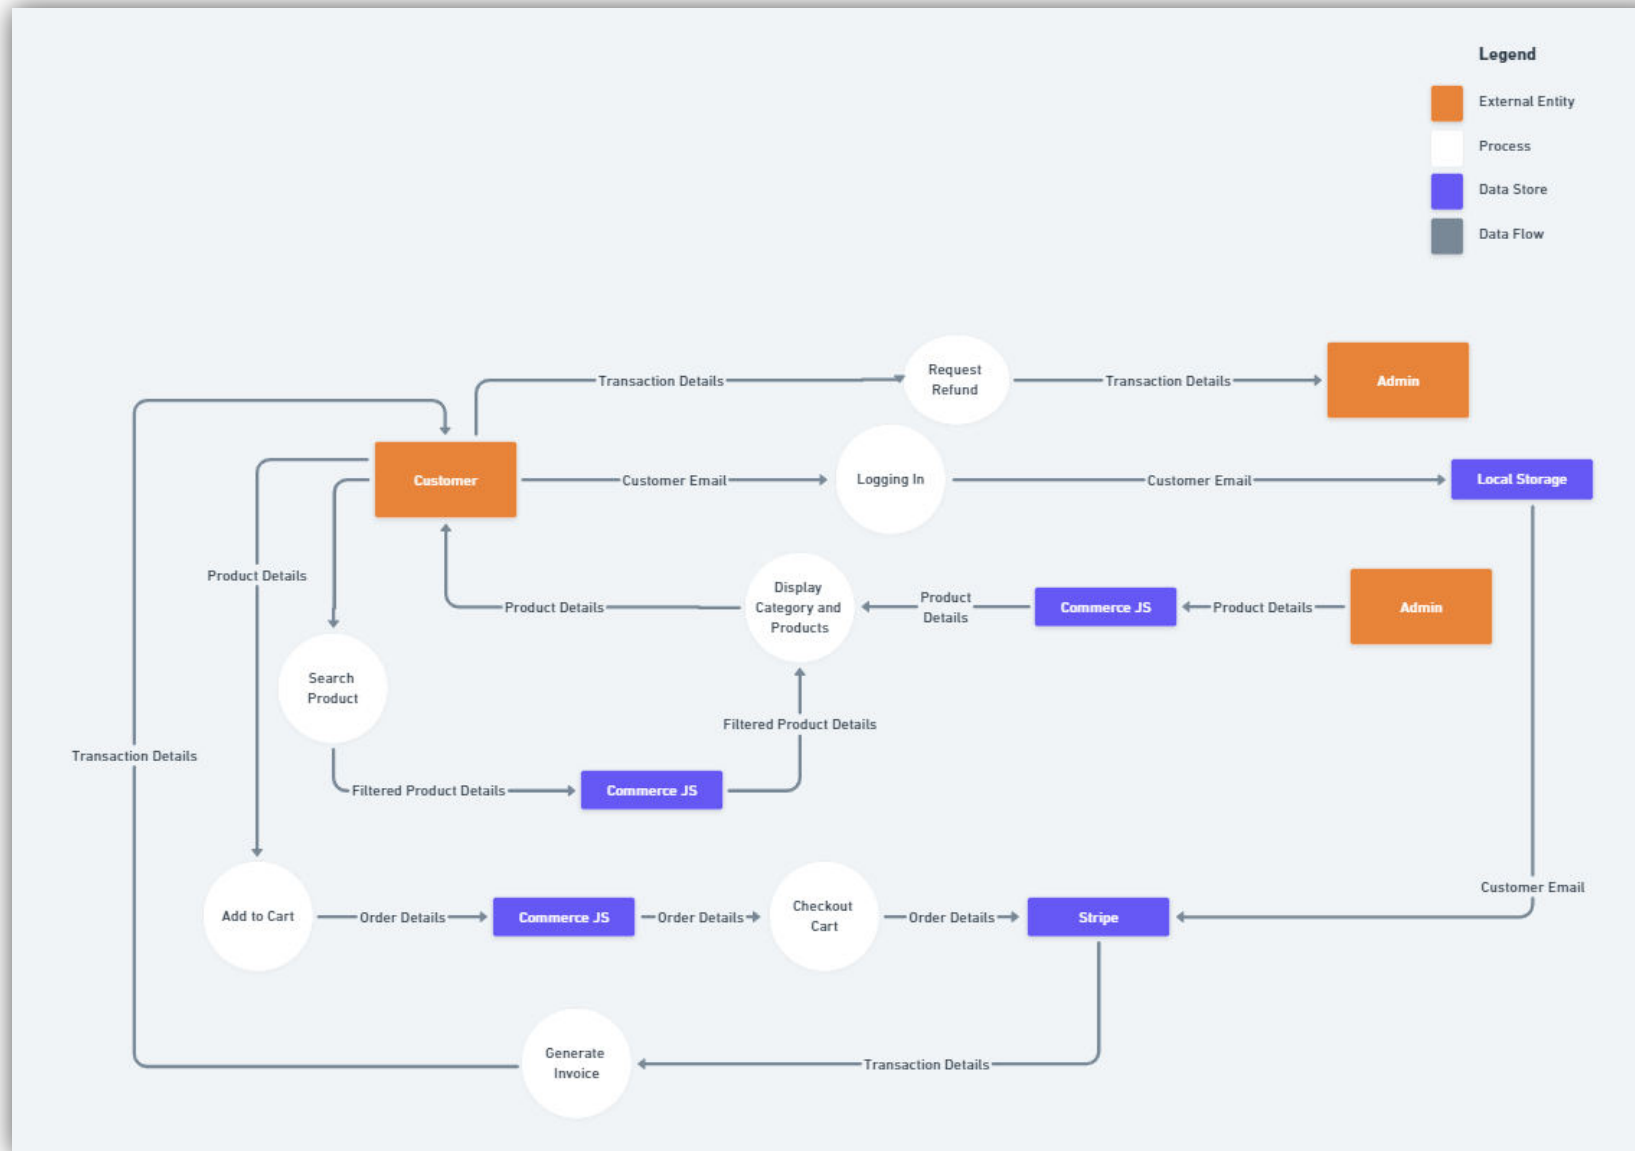 Legend
External Entity
Process
Data Store
Data Flow
Request
Refund
Transaction Details
Transaction Details
Admin
Customer
Customer Email
Logging In
Customer Email
Local Storage
Product Details
Display
Category and
Products
Product Details
Product
Details
Commerce JS
Product Details
Admin
Search
Product
Filtered Product Details
Transaction Details
Filtered Product Details
Commerce JS
Customer Email
Add to Cart
Order Details
Commerce JS
Order Details
Checkout
Cart
Order Details
Stripe
Generate
Invoice
Transaction Details